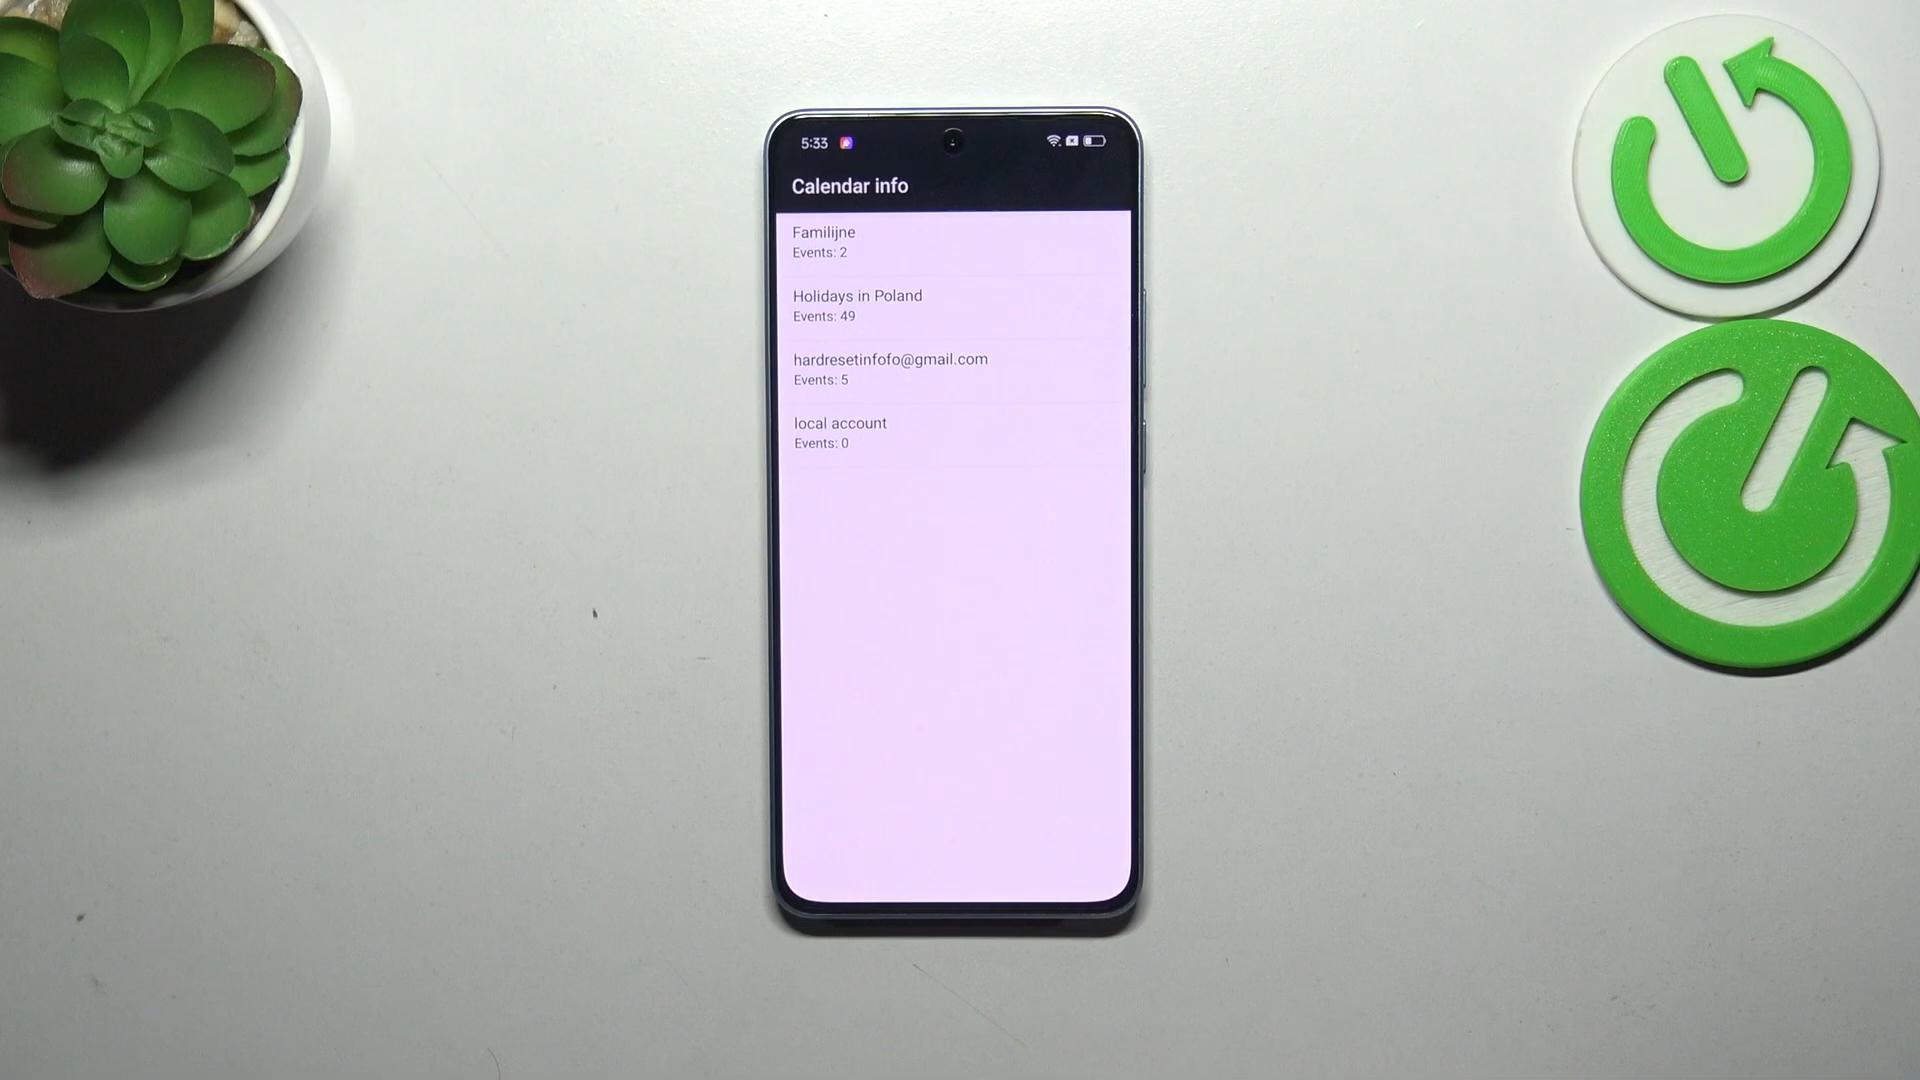 5:33
Calendar info
Familijne
Events: 2
Holidays in Poland
Events: 49
hardresetinfofo@gmail.com
Events: 5
local account
Events: 0